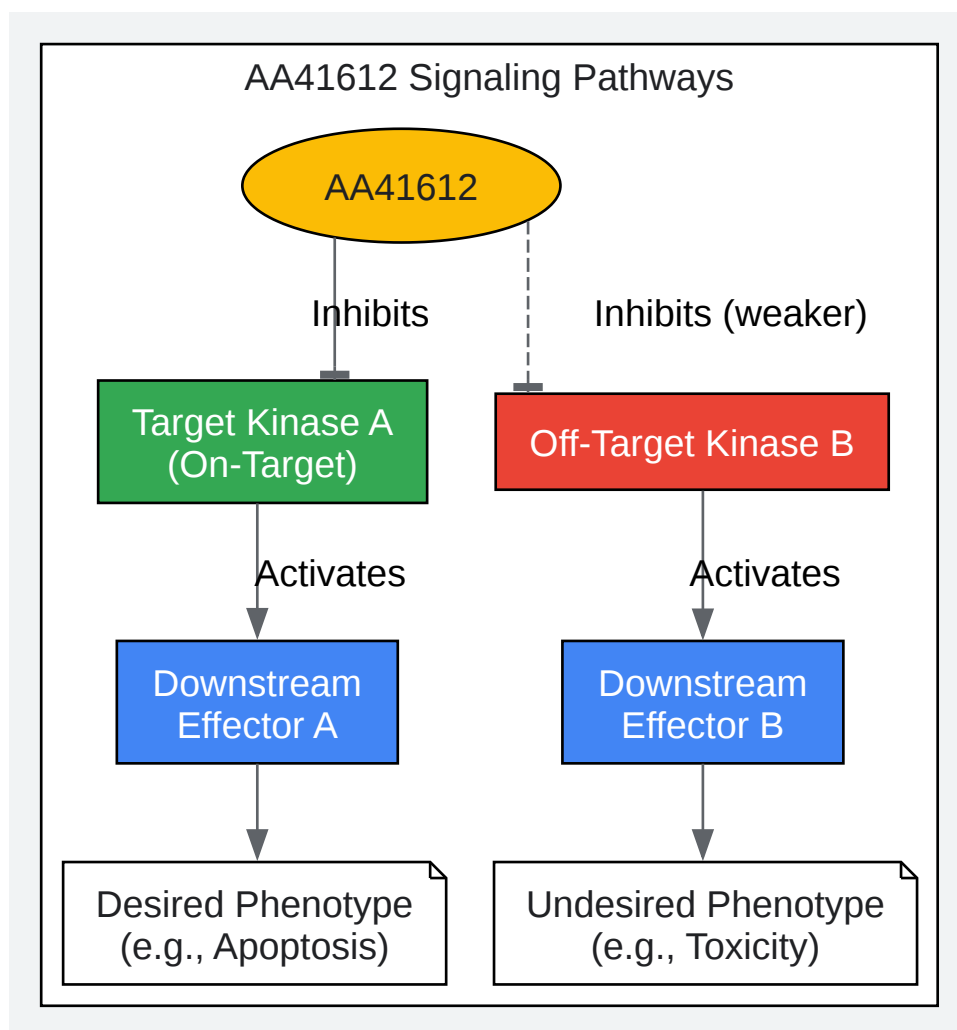 AA41612 Signaling Pathways
AA41612
Inhibits
Inhibits (weaker)
Target Kinase A
(On-Target)
Off-Target Kinase B
Activates
Activates
Downstream
Effector A
Downstream
Effector B
Desired Phenotype
(e.g., Apoptosis)
Undesired Phenotype
(e.g., Toxicity)